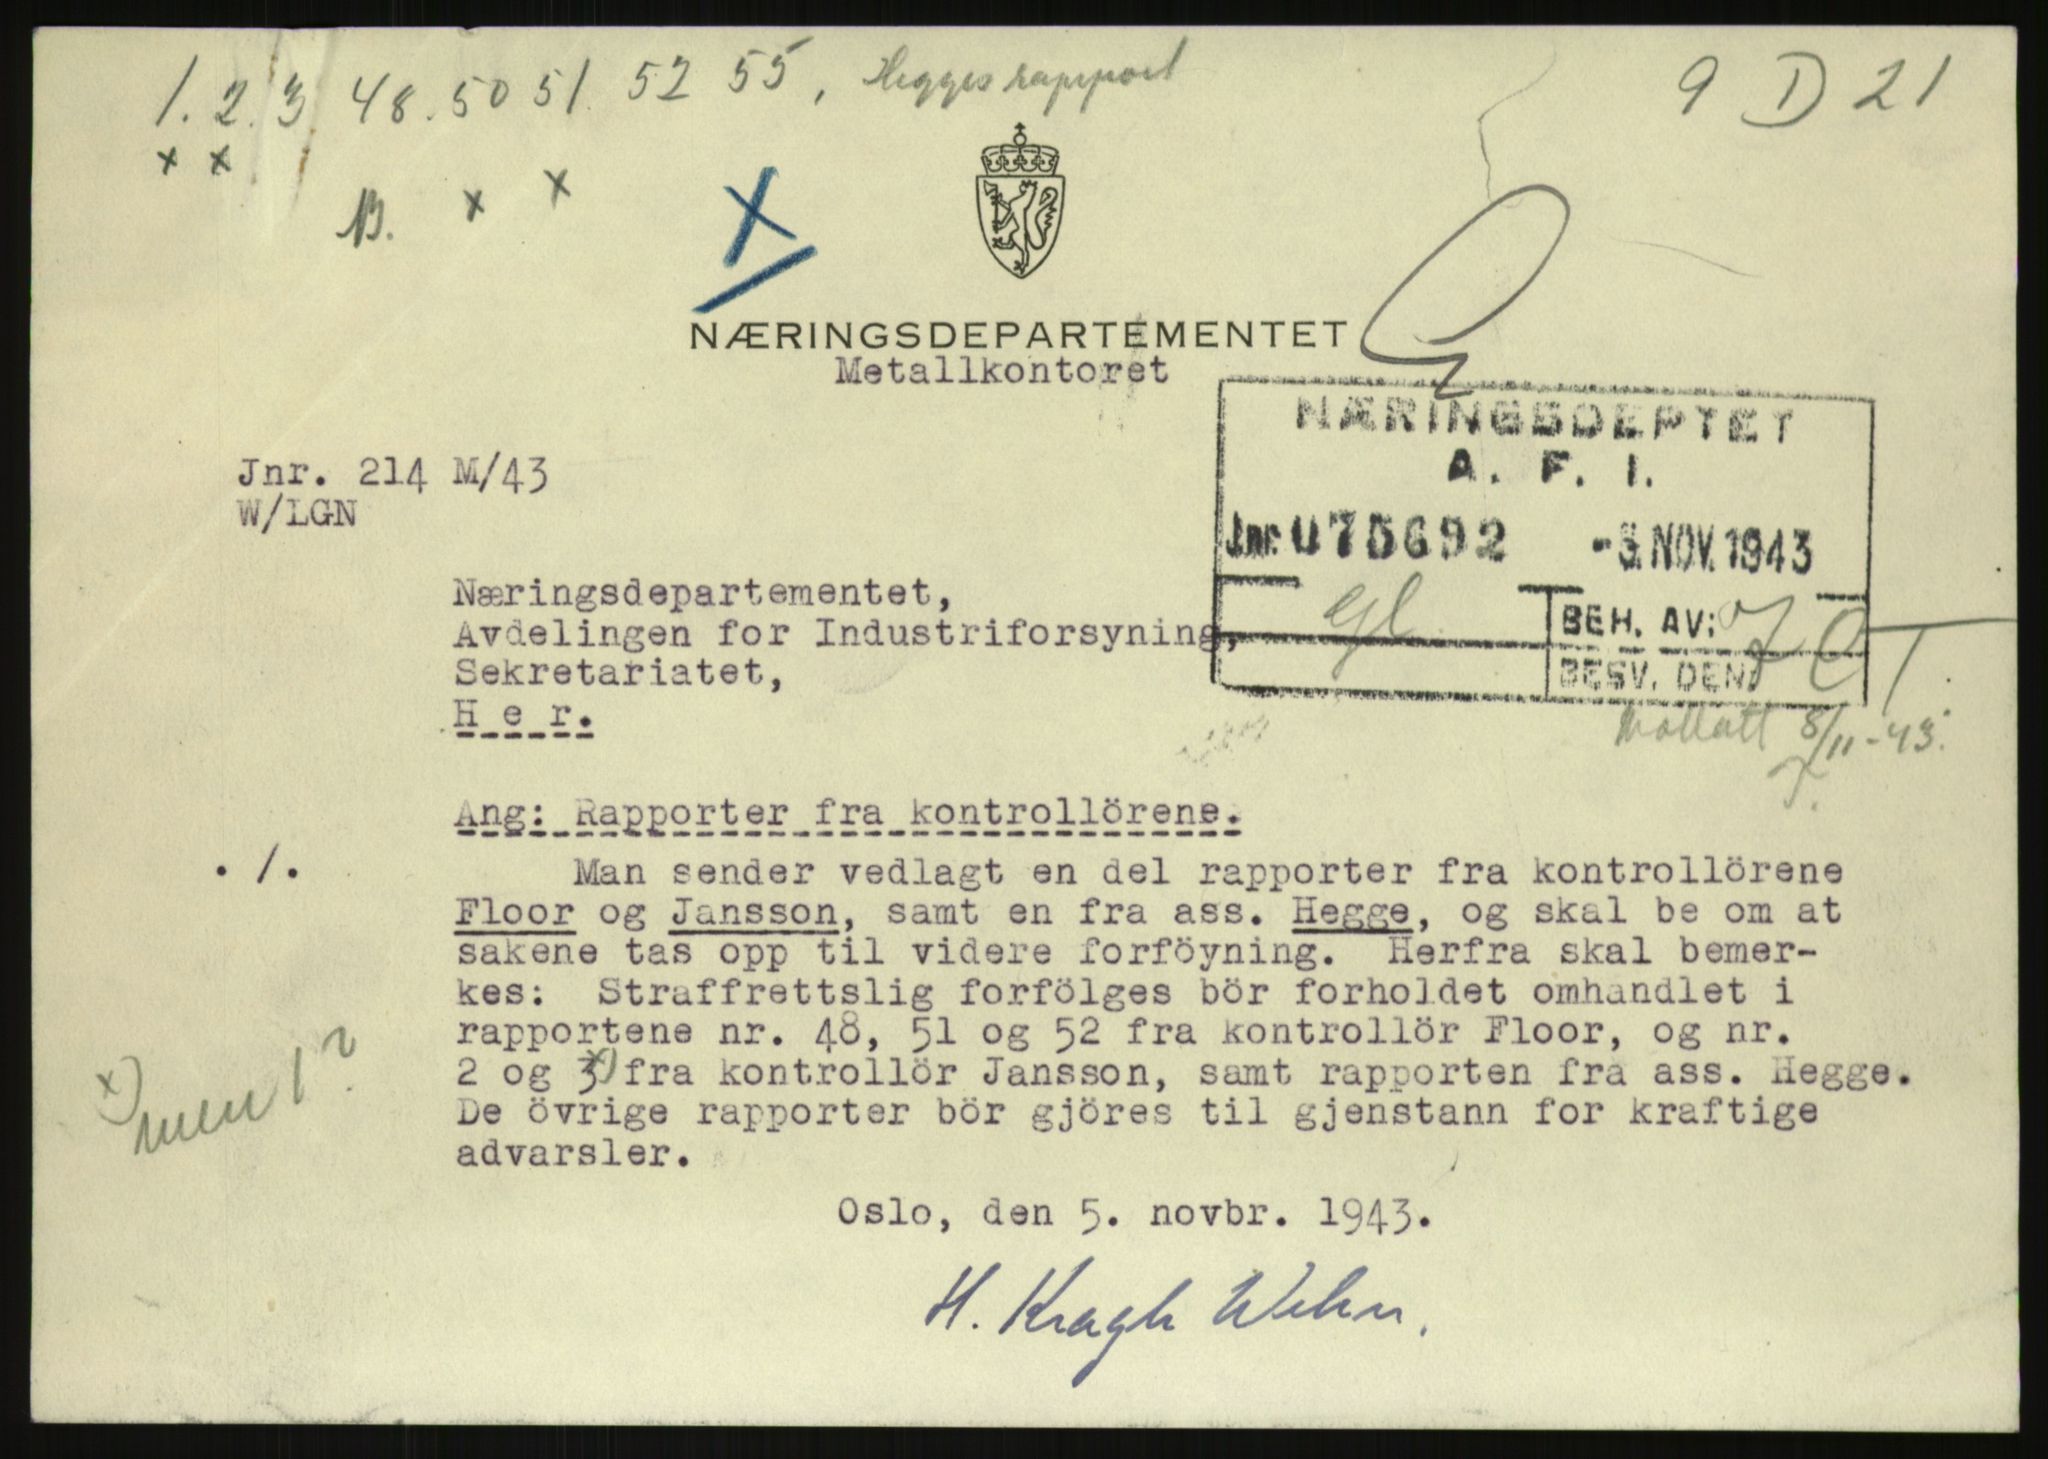 1. 2. 3 48. 50 51. 52 55, Hegges rapport
9 D 21
x x
B. x x
X
NÆRINGSDEPARTEMENTET
Metallkontoret
NÆRINGSDEPTET
A. F. I.
Jnr. 214 M/43
W/LGN
J.nr. 075692 -5. NOV. 1943
Næringsdepartementet,
Avdelingen for Industriforsyning,
Sekretariatet,
H e r.
BEH. AV:
BESV. DEN
Mottatt 8/11-43.
Ang: Rapporter fra kontrollörene.
./.
Man sender vedlagt en del rapporter fra kontrollörene
Floor og Jansson, samt en fra ass. Hegge, og skal be om at
sakene tas opp til videre forföyning. Herfra skal bemer-
kes: Straffrettslig forfölges bör forholdet omhandlet i
rapportene nr. 48, 51 og 52 fra kontrollör Floor, og nr.
2 og 3 x) fra kontrollör Jansson, samt rapporten fra ass. Hegge.
De övrige rapporter bör gjöres til gjenstann for kraftige
advarsler.
x) men 1?
Oslo, den 5. novbr. 1943.
H. Kragh Wehn.